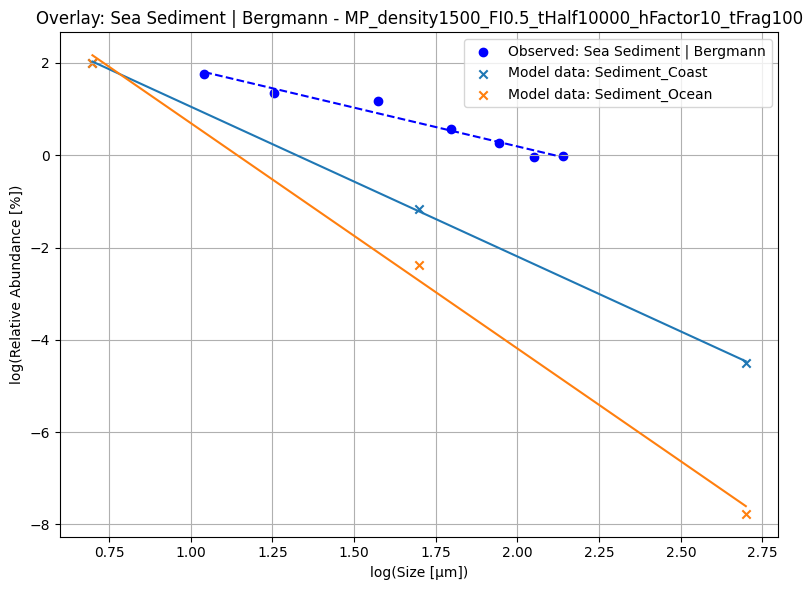 Overlay: Sea Sediment | Bergmann - MP_density1500_FI0.5_tHalf10000_hFactor10_tFrag100
Observed: Sea Sediment | Bergmann
Model data: Sediment_Coast
Model data: Sediment_Ocean
log(Relative Abundance [%])
2
0
−2
−4
−6
−8
0.75
1.00
1.25
1.50
1.75
2.00
2.25
2.50
2.75
log(Size [µm])